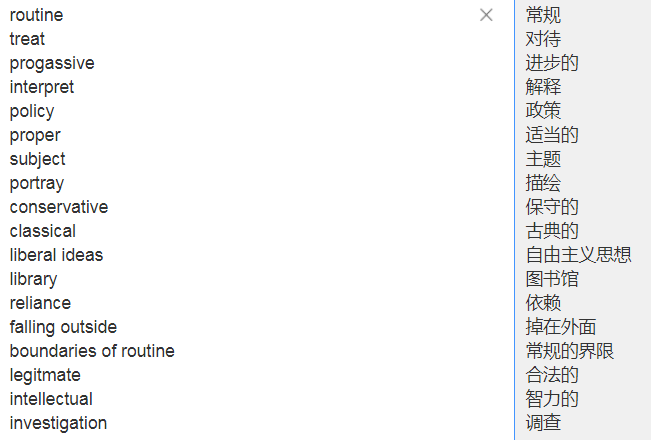 routine
treat
progassive
interpret
policy
proper
subject
portray
conservative
classical
liberal ideas
library
reliance
falling outside
boundaries of routine
legitmate
intellectual
investigation
常规
对待
进步的
解释
政策
适当的
主题
描绘
保守的
古典的
自由主义思想
图书馆
依赖
掉在外面
常规的界限
合法的
智力的
调查